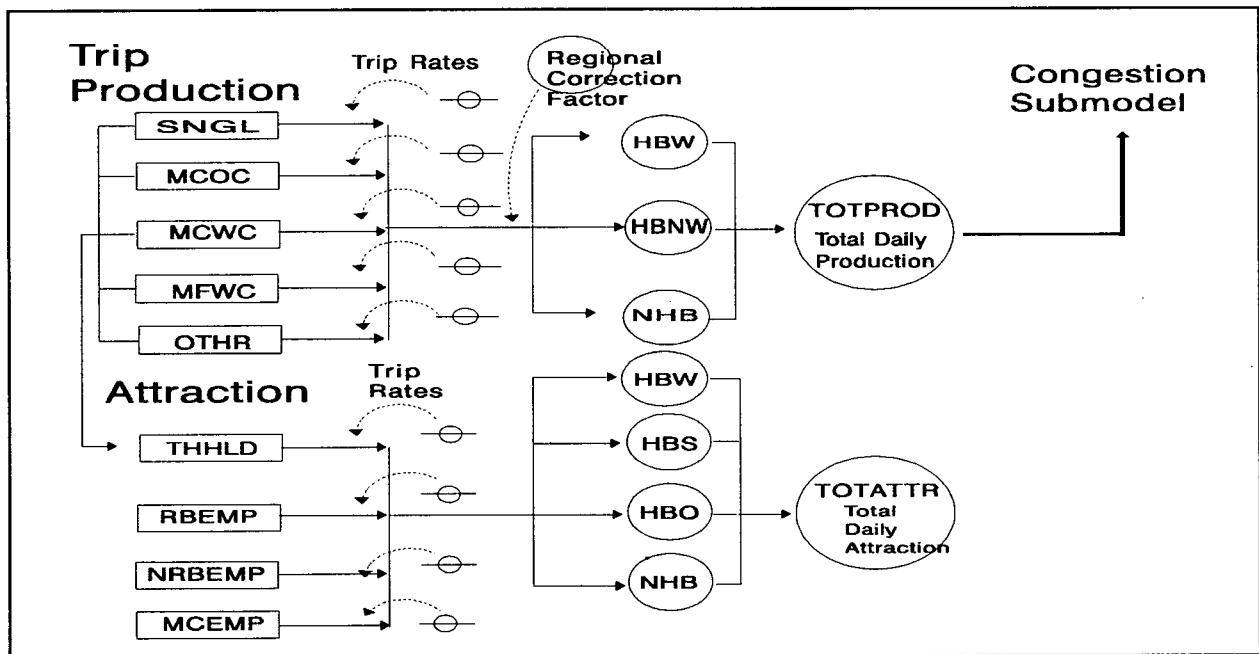 Trip
Production
Trip Rates
Regional
Correction
Factor
Congestion
Submodel
SNGL
MCOC
MCWC
MFWC
OTHR
HBW
HBNW
NHB
TOTPROD
Total Daily
Production
Attraction
Trip
Rates
THHLD
RBEMP
NRBEMP
MCEMP
HBW
HBS
HBO
NHB
TOTATTR
Total
Daily
Attraction